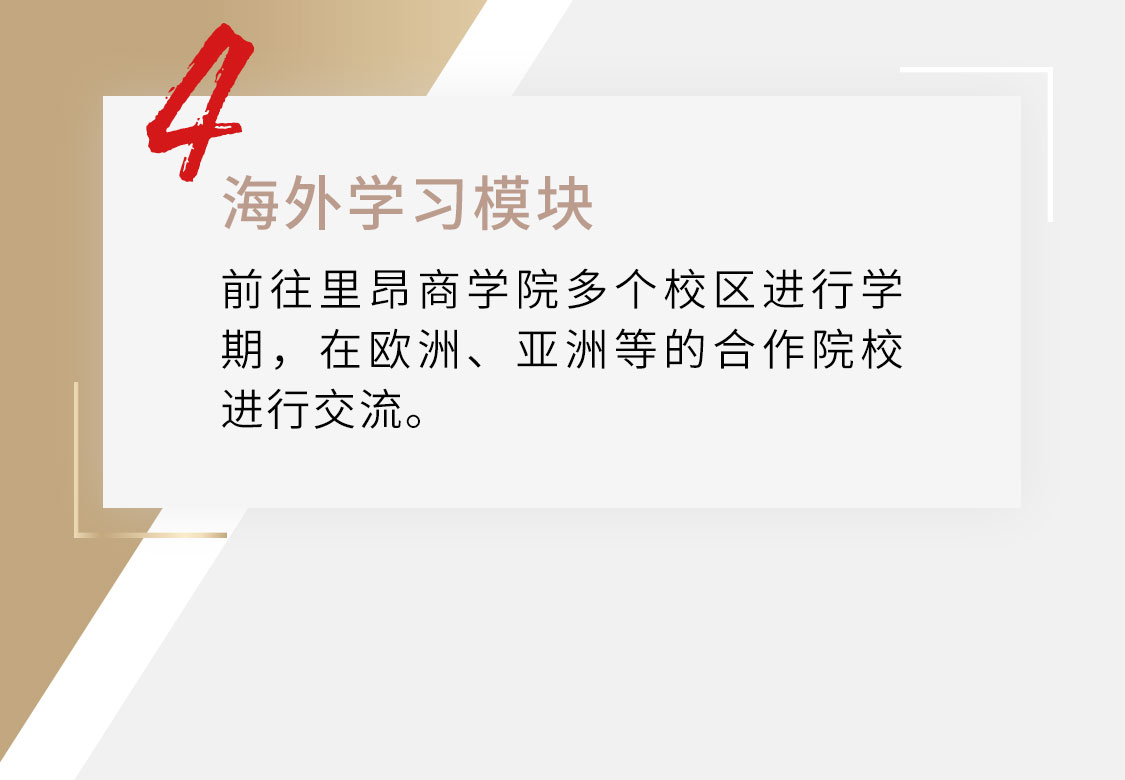 4
海外学习模块
前往里昂商学院多个校区进行学
期，在欧洲、亚洲等的合作院校
进行交流。